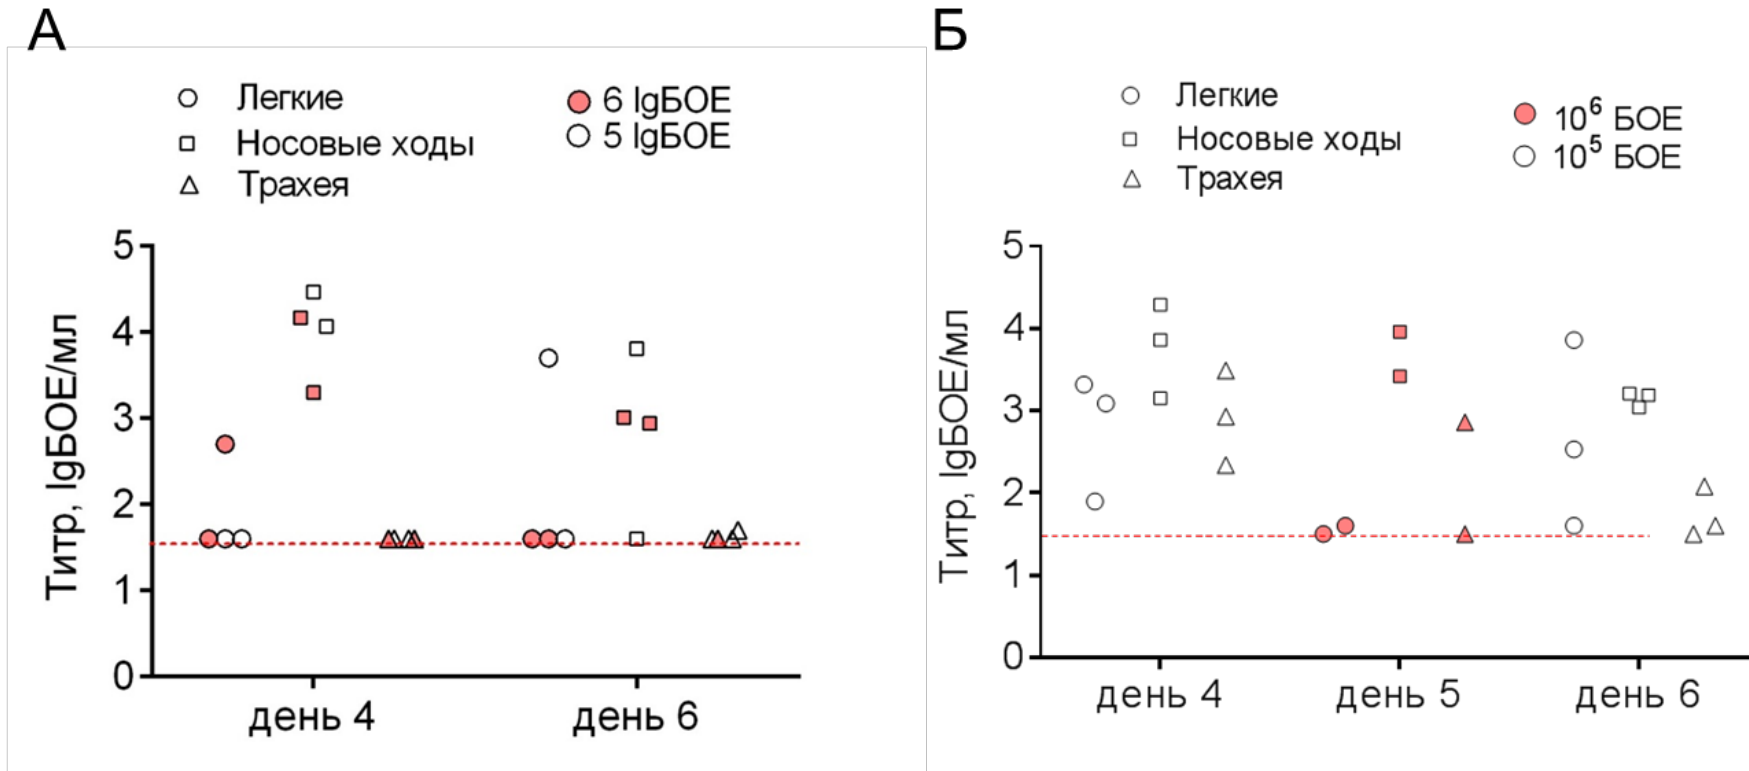 А
Легкие
Носовые ходы
Трахея
6 lgБОЕ
5 lgБОЕ
Титр, lgБОЕ/мл
5
4
3
2
1
0
день 4
день 6
Б
Легкие
Носовые ходы
Трахея
10⁶ БОЕ
10⁵ БОЕ
Титр, lgБОЕ/мл
5
4
3
2
1
0
день 4
день 5
день 6